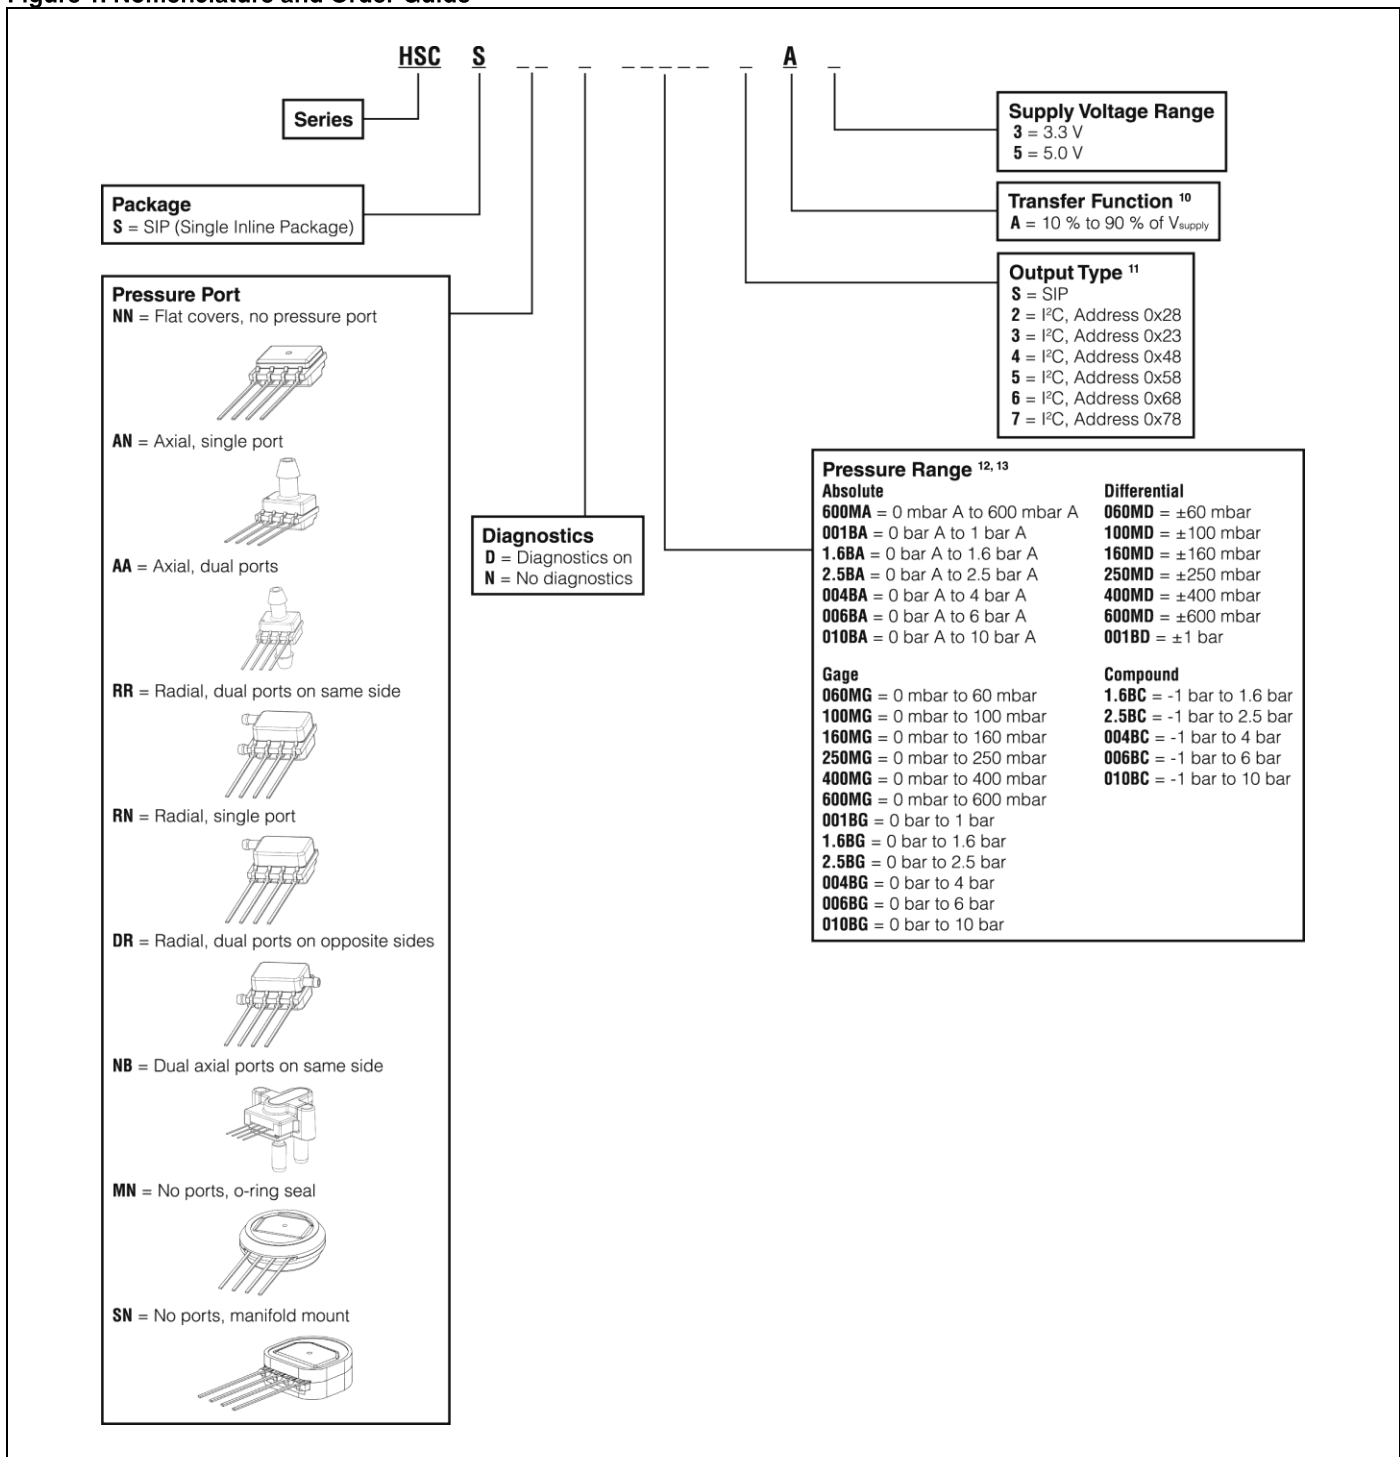 HSC S _ _ _ _ _ _ _ _ _ A _
Series
Package
S = SIP (Single Inline Package)
Pressure Port
NN = Flat covers, no pressure port
AN = Axial, single port
AA = Axial, dual ports
RR = Radial, dual ports on same side
RN = Radial, single port
DR = Radial, dual ports on opposite sides
NB = Dual axial ports on same side
MN = No ports, o-ring seal
SN = No ports, manifold mount
Diagnostics
D = Diagnostics on
N = No diagnostics
Supply Voltage Range
3 = 3.3 V
5 = 5.0 V
Transfer Function ¹⁰
A = 10 % to 90 % of Vsupply
Output Type ¹¹
S = SIP
2 = I²C, Address 0x28
3 = I²C, Address 0x23
4 = I²C, Address 0x48
5 = I²C, Address 0x58
6 = I²C, Address 0x68
7 = I²C, Address 0x78
Pressure Range ¹²,¹³
Absolute
600MA = 0 mbar A to 600 mbar A
001BA = 0 bar A to 1 bar A
1.6BA = 0 bar A to 1.6 bar A
2.5BA = 0 bar A to 2.5 bar A
004BA = 0 bar A to 4 bar A
006BA = 0 bar A to 6 bar A
010BA = 0 bar A to 10 bar A
Gage
060MG = 0 mbar to 60 mbar
100MG = 0 mbar to 100 mbar
160MG = 0 mbar to 160 mbar
250MG = 0 mbar to 250 mbar
400MG = 0 mbar to 400 mbar
600MG = 0 mbar to 600 mbar
001BG = 0 bar to 1 bar
1.6BG = 0 bar to 1.6 bar
2.5BG = 0 bar to 2.5 bar
004BG = 0 bar to 4 bar
006BG = 0 bar to 6 bar
010BG = 0 bar to 10 bar
Differential
060MD = ±60 mbar
100MD = ±100 mbar
160MD = ±160 mbar
250MD = ±250 mbar
400MD = ±400 mbar
600MD = ±600 mbar
001BD = ±1 bar
Compound
1.6BC = -1 bar to 1.6 bar
2.5BC = -1 bar to 2.5 bar
004BC = -1 bar to 4 bar
006BC = -1 bar to 6 bar
010BC = -1 bar to 10 bar